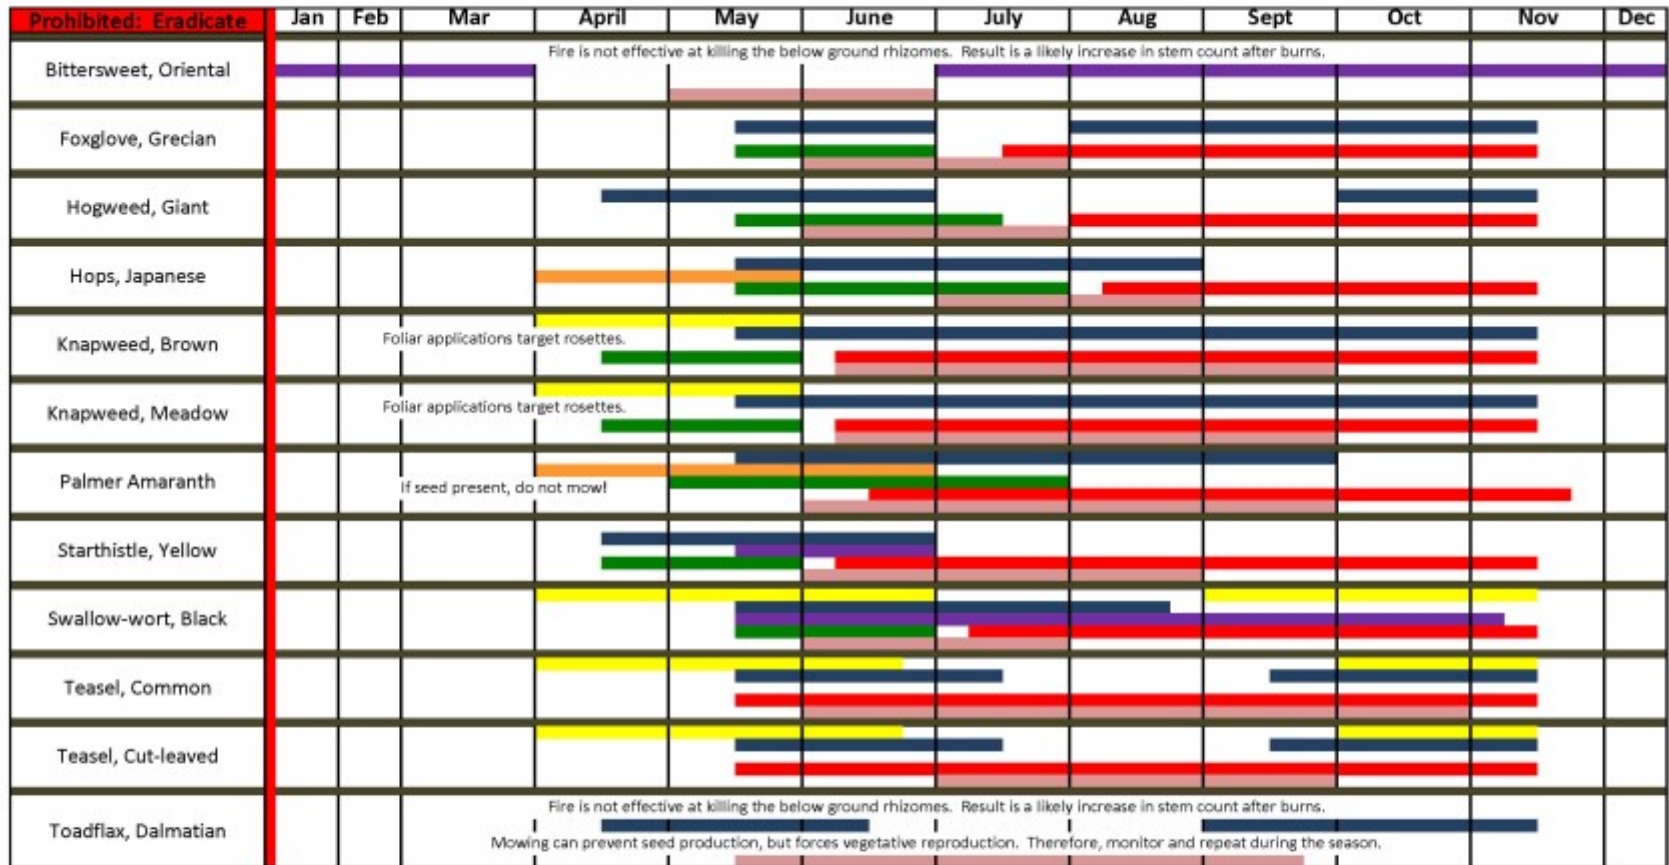 Prohibited: Eradicate Jan Feb Mar April May June July Aug Sept Oct Nov Dec
Fire is not effective at killing the below ground rhizomes. Result is a likely increase in stem count after burns.
Bittersweet, Oriental
Foxglove, Grecian
Hogweed, Giant
Hops, Japanese
Knapweed, Brown
Foliar applications target rosettes.
Knapweed, Meadow
Foliar applications target rosettes.
Palmer Amaranth
If seed present, do not mow!
Starthistle, Yellow
Swallow-wort, Black
Teasel, Common
Teasel, Cut-leaved
Fire is not effective at killing the below ground rhizomes. Result is a likely increase in stem count after burns.
Toadflax, Dalmatian
Mowing can prevent seed production, but forces vegetative reproduction. Therefore, monitor and repeat during the season.